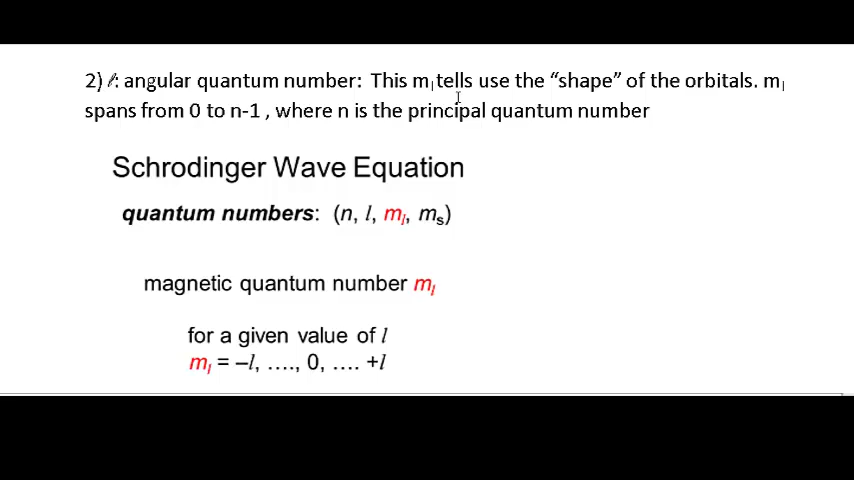 2) ℓ: angular quantum number: This mₗ tells use the “shape” of the orbitals. mₗ
spans from 0 to n-1 , where n is the principal quantum number
Schrodinger Wave Equation
quantum numbers: (n, l, mₗ, mₛ)
magnetic quantum number mₗ
for a given value of l
mₗ = –l, …., 0, …. +l